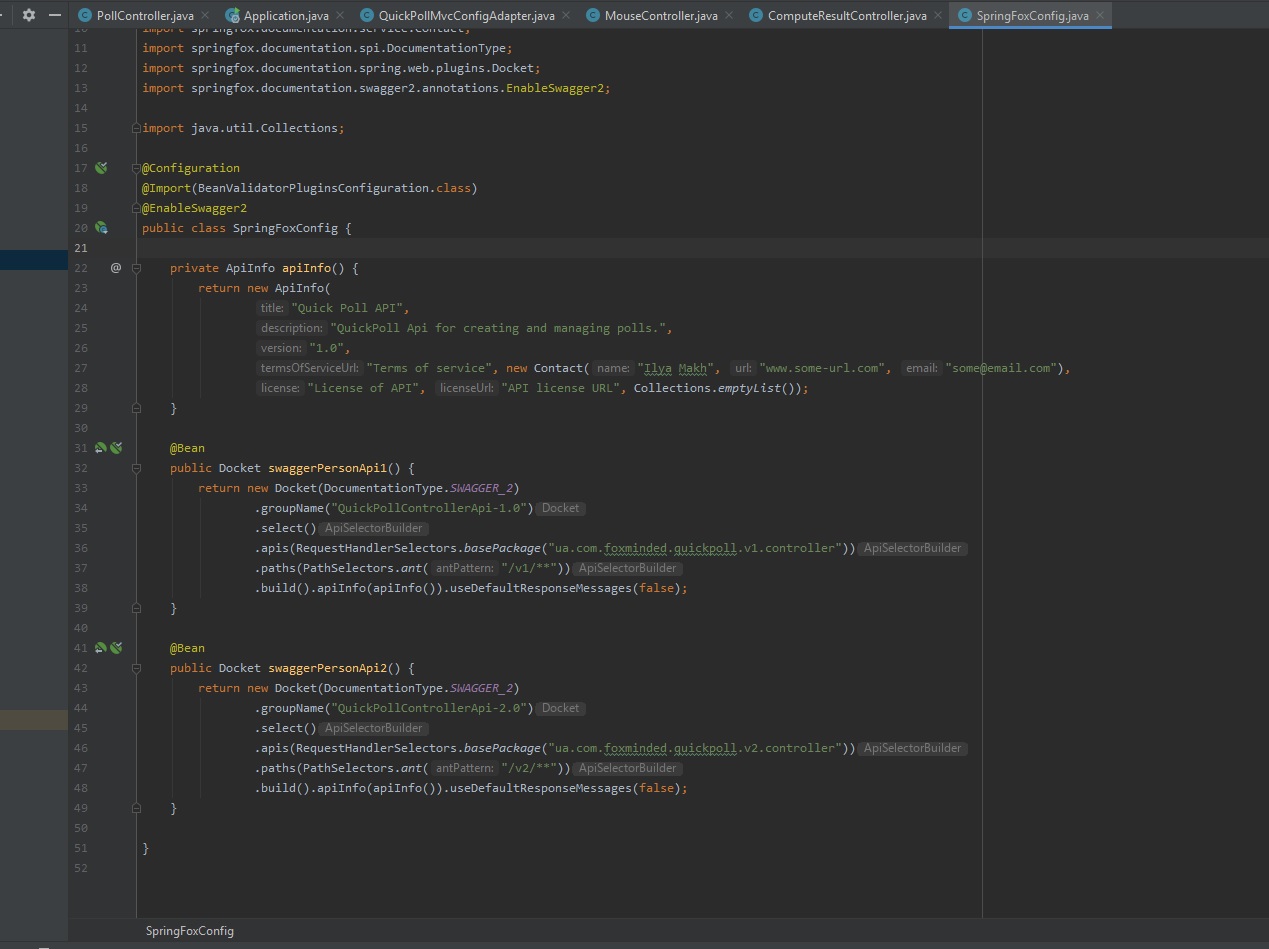 PollController.java Application.java QuickPollMvcConfigAdapter.java MouseController.java ComputeResultController.java SpringFoxConfig.java
10 import springfox.documentation.service.Contact;
11 import springfox.documentation.spi.DocumentationType;
12 import springfox.documentation.spring.web.plugins.Docket;
13 import springfox.documentation.swagger2.annotations.EnableSwagger2;
14
15 import java.util.Collections;
16
17 @Configuration
18 @Import(BeanValidatorPluginsConfiguration.class)
19 @EnableSwagger2
20 public class SpringFoxConfig {
21
22 @ private ApiInfo apiInfo() {
23 return new ApiInfo(
24 title: "Quick Poll API",
25 description: "QuickPoll Api for creating and managing polls.",
26 version: "1.0",
27 termsOfServiceUrl: "Terms of service", new Contact( name: "Ilya Makh", url: "www.some-url.com", email: "some@email.com"),
28 license: "License of API", licenseUrl: "API license URL", Collections.emptyList());
29 }
30
31 @Bean
32 public Docket swaggerPersonApi1() {
33 return new Docket(DocumentationType.SWAGGER_2)
34 .groupName("QuickPollControllerApi-1.0") Docket
35 .select() ApiSelectorBuilder
36 .apis(RequestHandlerSelectors.basePackage("ua.com.foxminded.quickpoll.v1.controller")) ApiSelectorBuilder
37 .paths(PathSelectors.ant( antPattern: "/v1/**")) ApiSelectorBuilder
38 .build().apiInfo(apiInfo()).useDefaultResponseMessages(false);
39 }
40
41 @Bean
42 public Docket swaggerPersonApi2() {
43 return new Docket(DocumentationType.SWAGGER_2)
44 .groupName("QuickPollControllerApi-2.0") Docket
45 .select() ApiSelectorBuilder
46 .apis(RequestHandlerSelectors.basePackage("ua.com.foxminded.quickpoll.v2.controller")) ApiSelectorBuilder
47 .paths(PathSelectors.ant( antPattern: "/v2/**")) ApiSelectorBuilder
48 .build().apiInfo(apiInfo()).useDefaultResponseMessages(false);
49 }
50
51 }
52
SpringFoxConfig